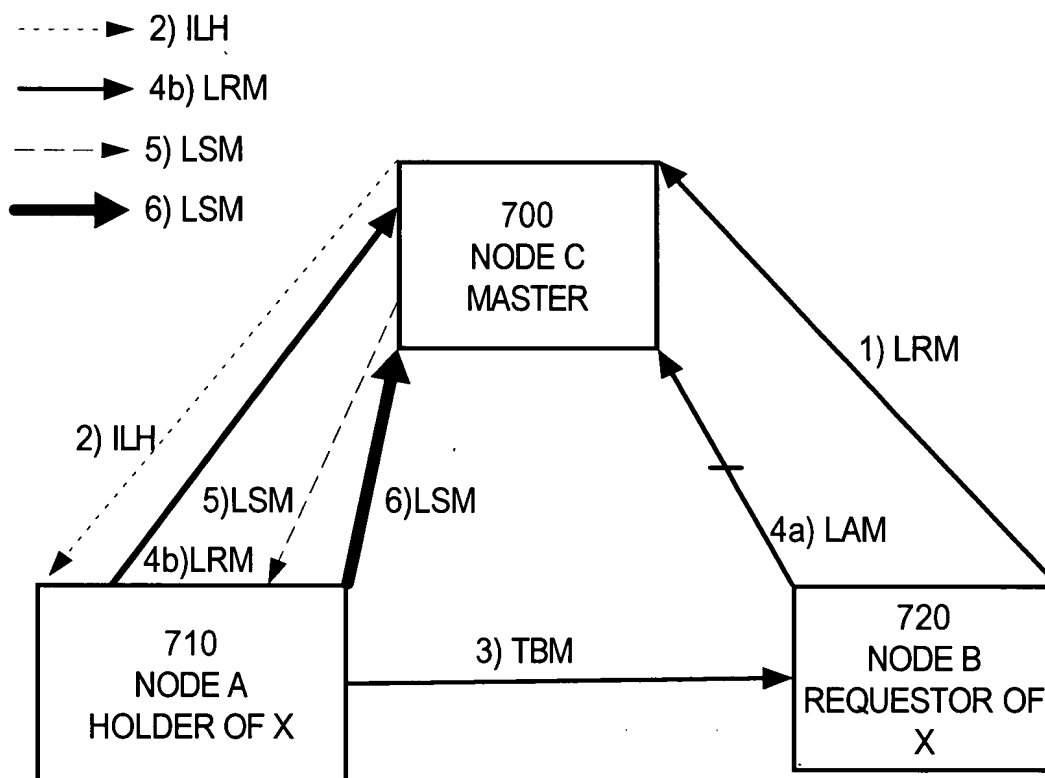 2) ILH
4b) LRM
5) LSM
6) LSM
700
NODE C
MASTER
1) LRM
2) ILH
5)LSM
6)LSM
4b)LRM
4a) LAM
3) TBM
710
NODE A
HOLDER OF X
720
NODE B
REQUESTOR OF
X